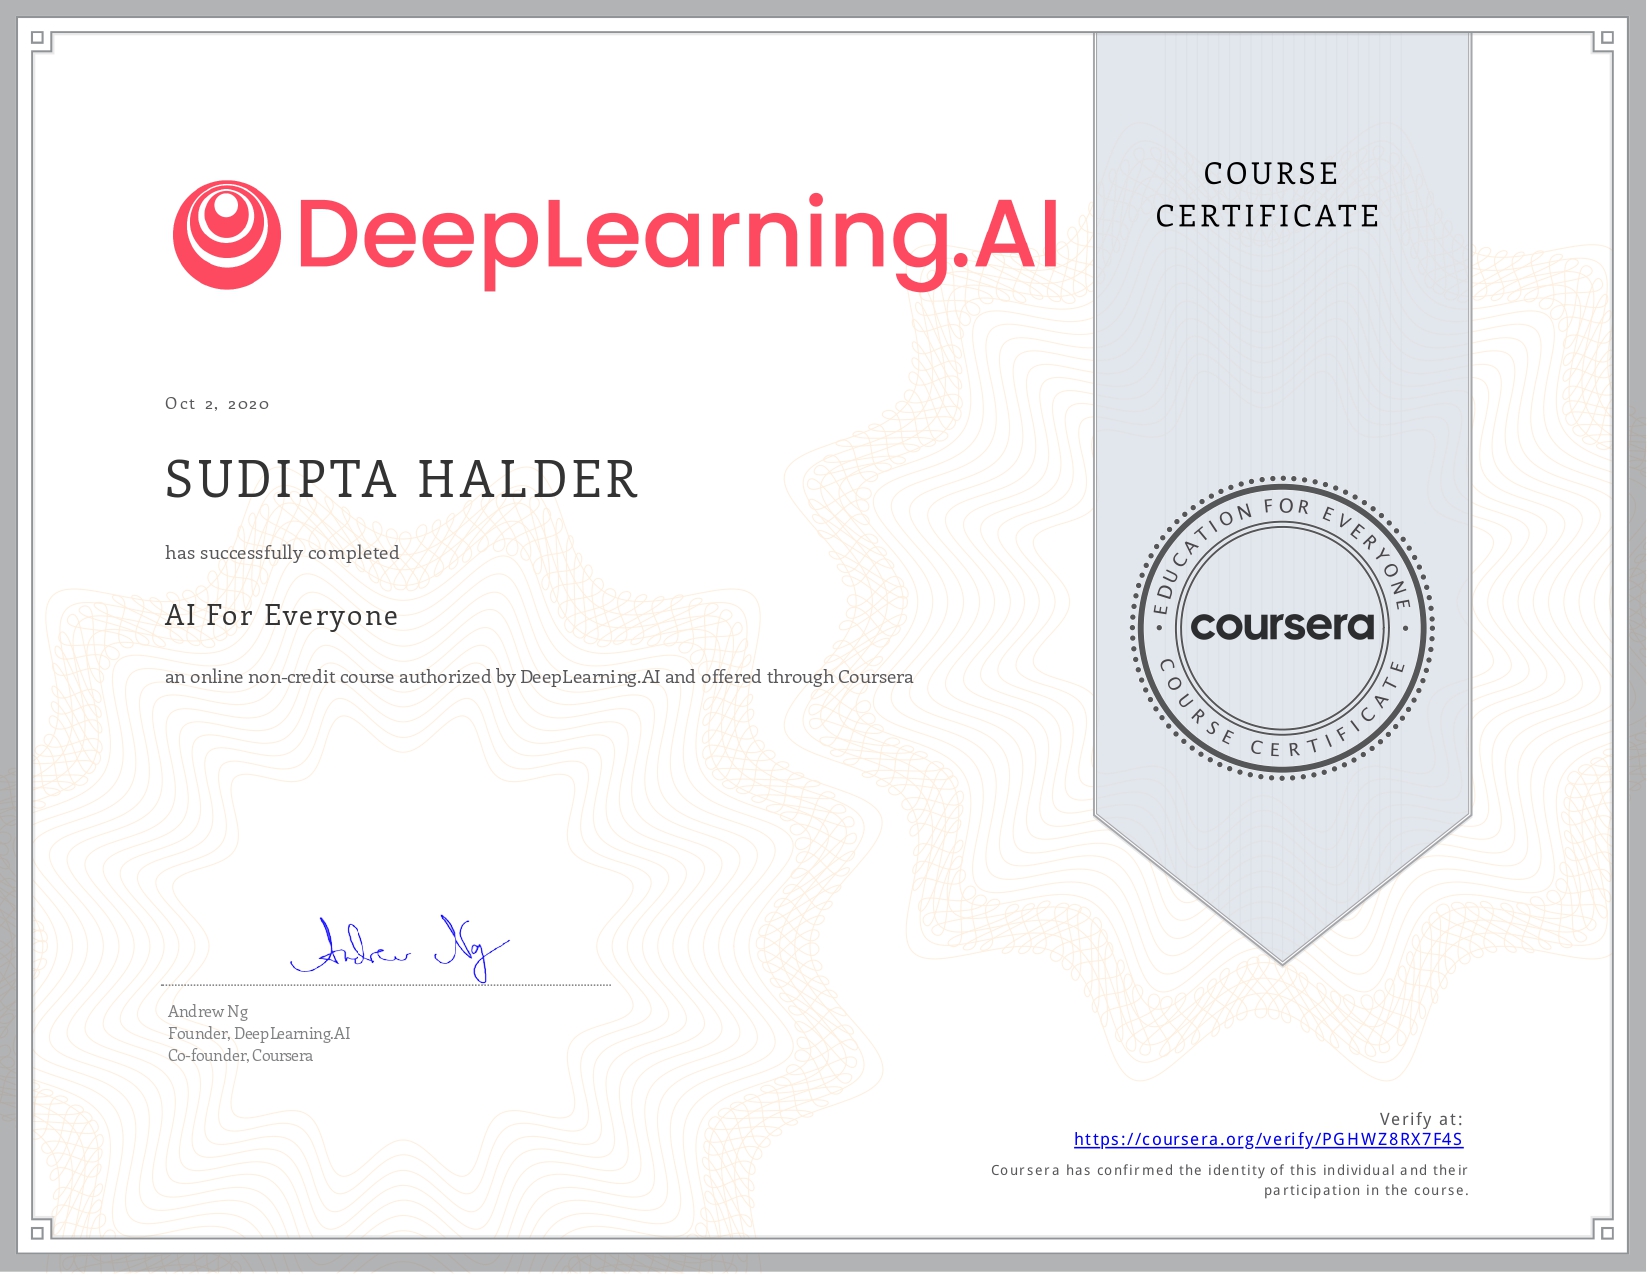 DeepLearning.AI
COURSE
CERTIFICATE
Oct 2, 2020
SUDIPTA HALDER
has successfully completed
AI For Everyone
an online non-credit course authorized by DeepLearning.AI and offered through Coursera
• EDUCATION FOR EVERYONE •
coursera
COURSE CERTIFICATE
Andrew Ng
Andrew Ng
Founder, DeepLearning.AI
Co-founder, Coursera
Verify at:
https://coursera.org/verify/PGHWZ8RX7F4S
Coursera has confirmed the identity of this individual and their
participation in the course.